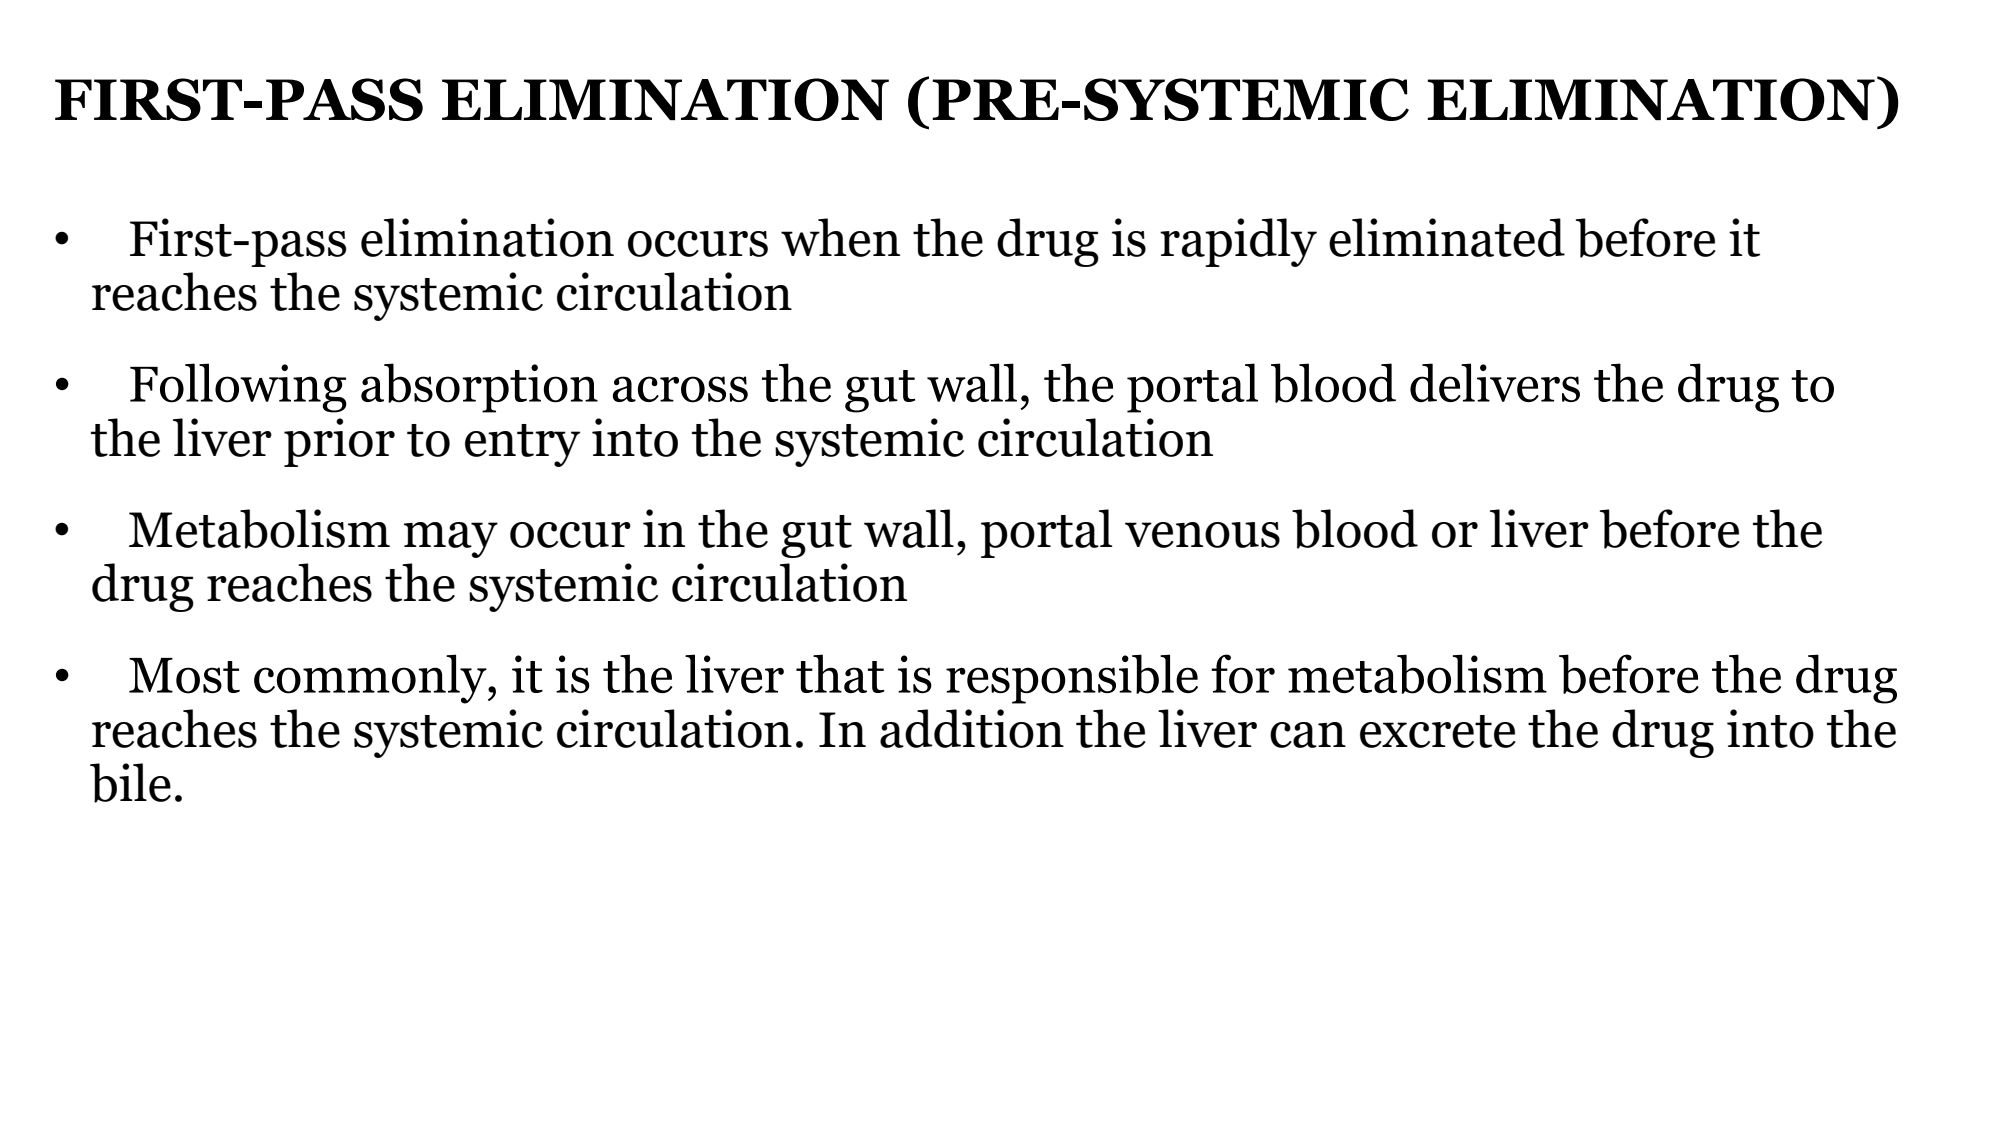 FIRST-PASS ELIMINATION (PRE-SYSTEMIC ELIMINATION)
• First-pass elimination occurs when the drug is rapidly eliminated before it
reaches the systemic circulation
• Following absorption across the gut wall, the portal blood delivers the drug to
the liver prior to entry into the systemic circulation
• Metabolism may occur in the gut wall, portal venous blood or liver before the
drug reaches the systemic circulation
• Most commonly, it is the liver that is responsible for metabolism before the drug
reaches the systemic circulation. In addition the liver can excrete the drug into the
bile.